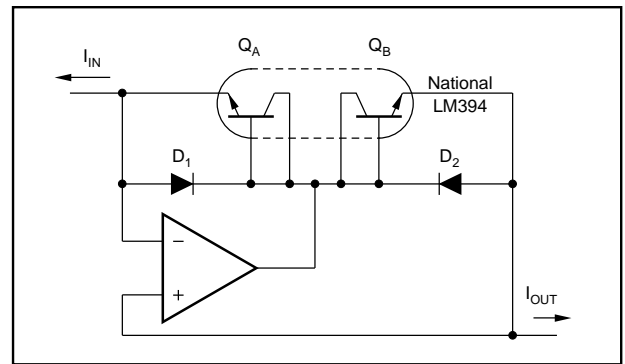 Q_A Q_B
I_IN
National
LM394
D_1 D_2
−
+
I_OUT